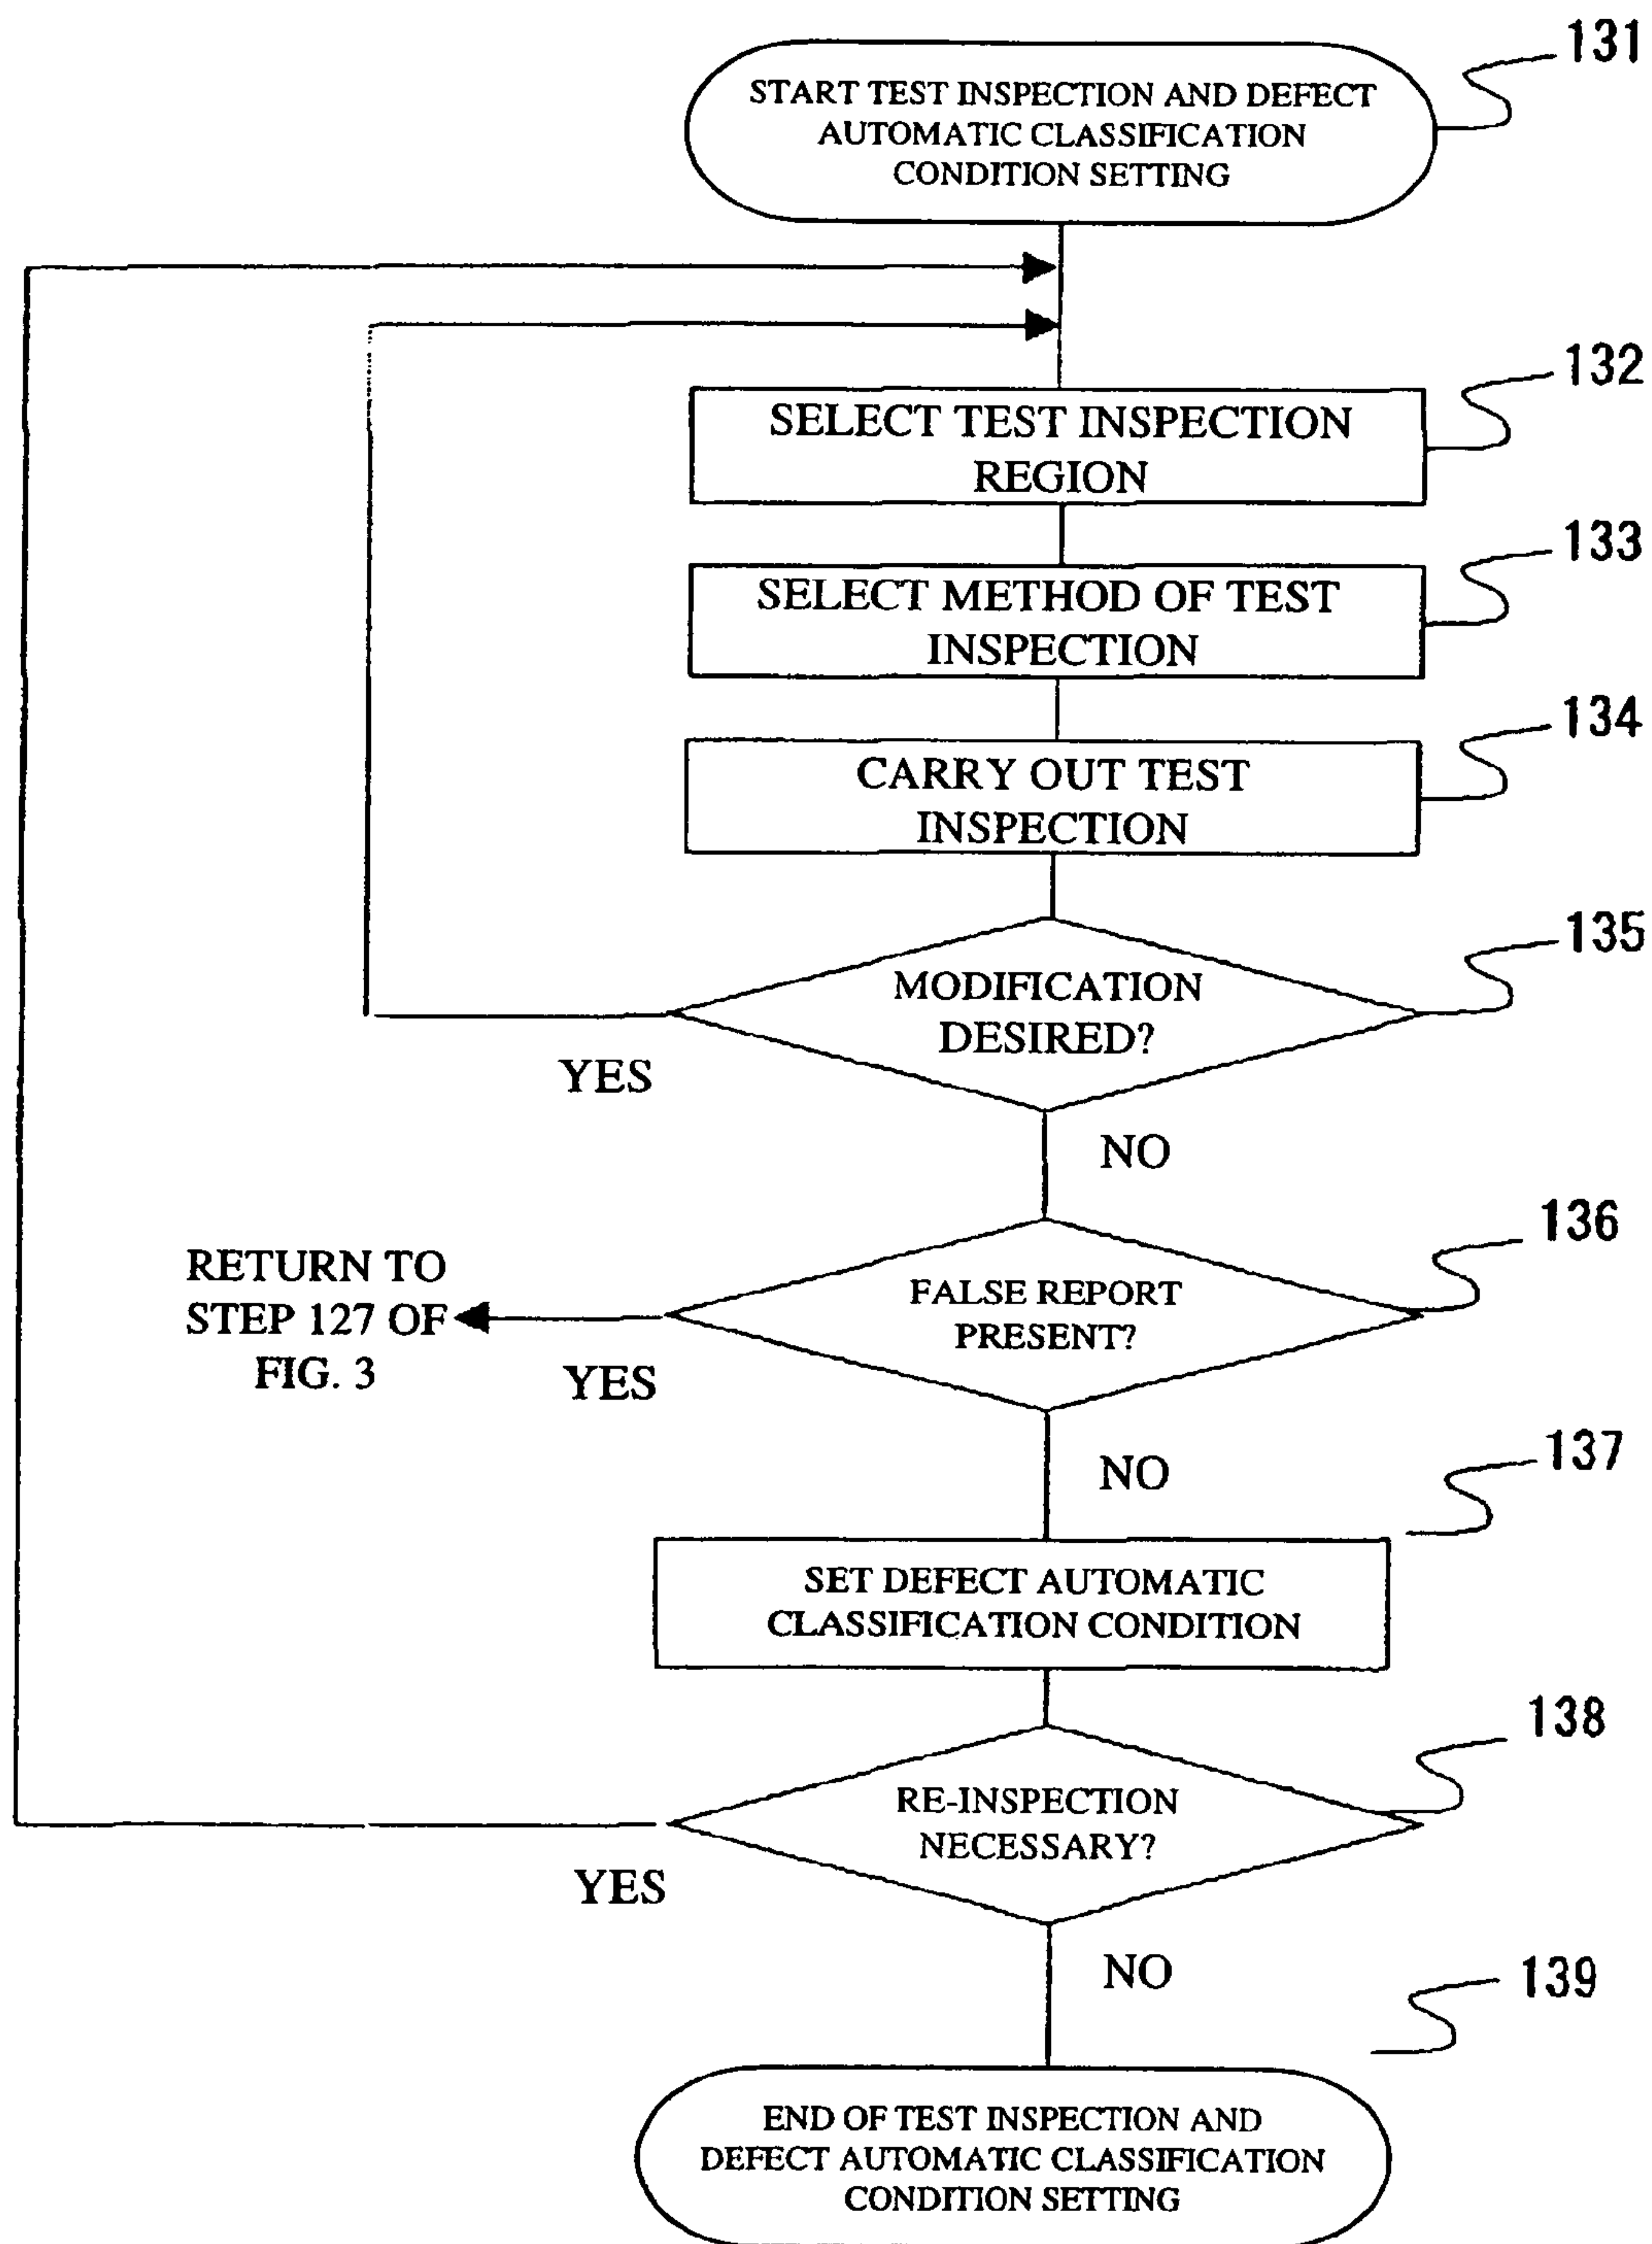 131
START TEST INSPECTION AND DEFECT
AUTOMATIC CLASSIFICATION
CONDITION SETTING
132
SELECT TEST INSPECTION
REGION
133
SELECT METHOD OF TEST
INSPECTION
134
CARRY OUT TEST
INSPECTION
135
MODIFICATION
DESIRED?
YES
NO
136
FALSE REPORT
PRESENT?
RETURN TO
STEP 127 OF
FIG. 3
YES
NO
137
SET DEFECT AUTOMATIC
CLASSIFICATION CONDITION
138
RE-INSPECTION
NECESSARY?
YES
NO
139
END OF TEST INSPECTION AND
DEFECT AUTOMATIC CLASSIFICATION
CONDITION SETTING